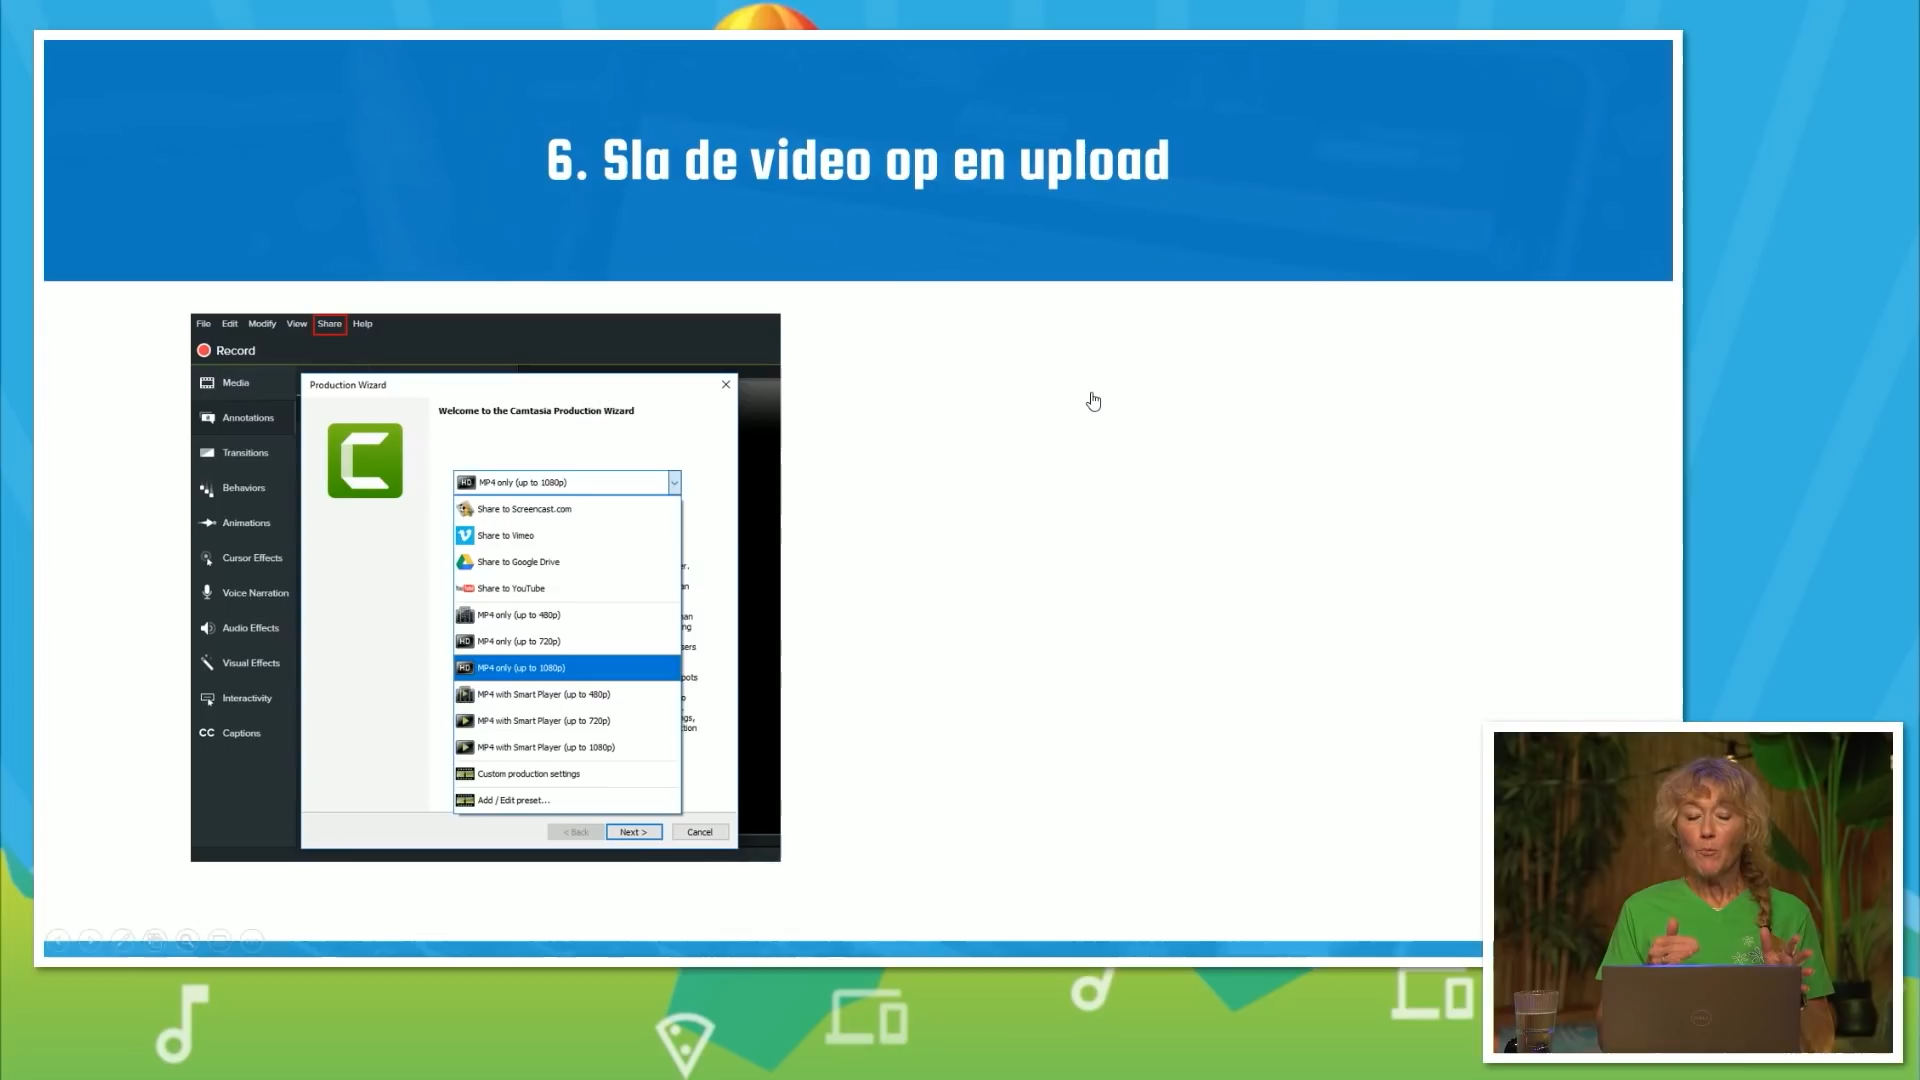 6. Sla de video op en upload
File Edit Modify View Share Help
Record
Media
Annotations
Transitions
Behaviors
Animations
Cursor Effects
Voice Narration
Audio Effects
Visual Effects
Interactivity
CC Captions
Production Wizard
Welcome to the Camtasia Production Wizard
HD MP4 only (up to 1080p)
Share to Screencast.com
Share to Vimeo
Share to Google Drive
Share to YouTube
MP4 only (up to 480p)
HD MP4 only (up to 720p)
HD MP4 only (up to 1080p)
MP4 with Smart Player (up to 480p)
MP4 with Smart Player (up to 720p)
MP4 with Smart Player (up to 1080p)
Custom production settings
Add / Edit preset...
< Back Next > Cancel